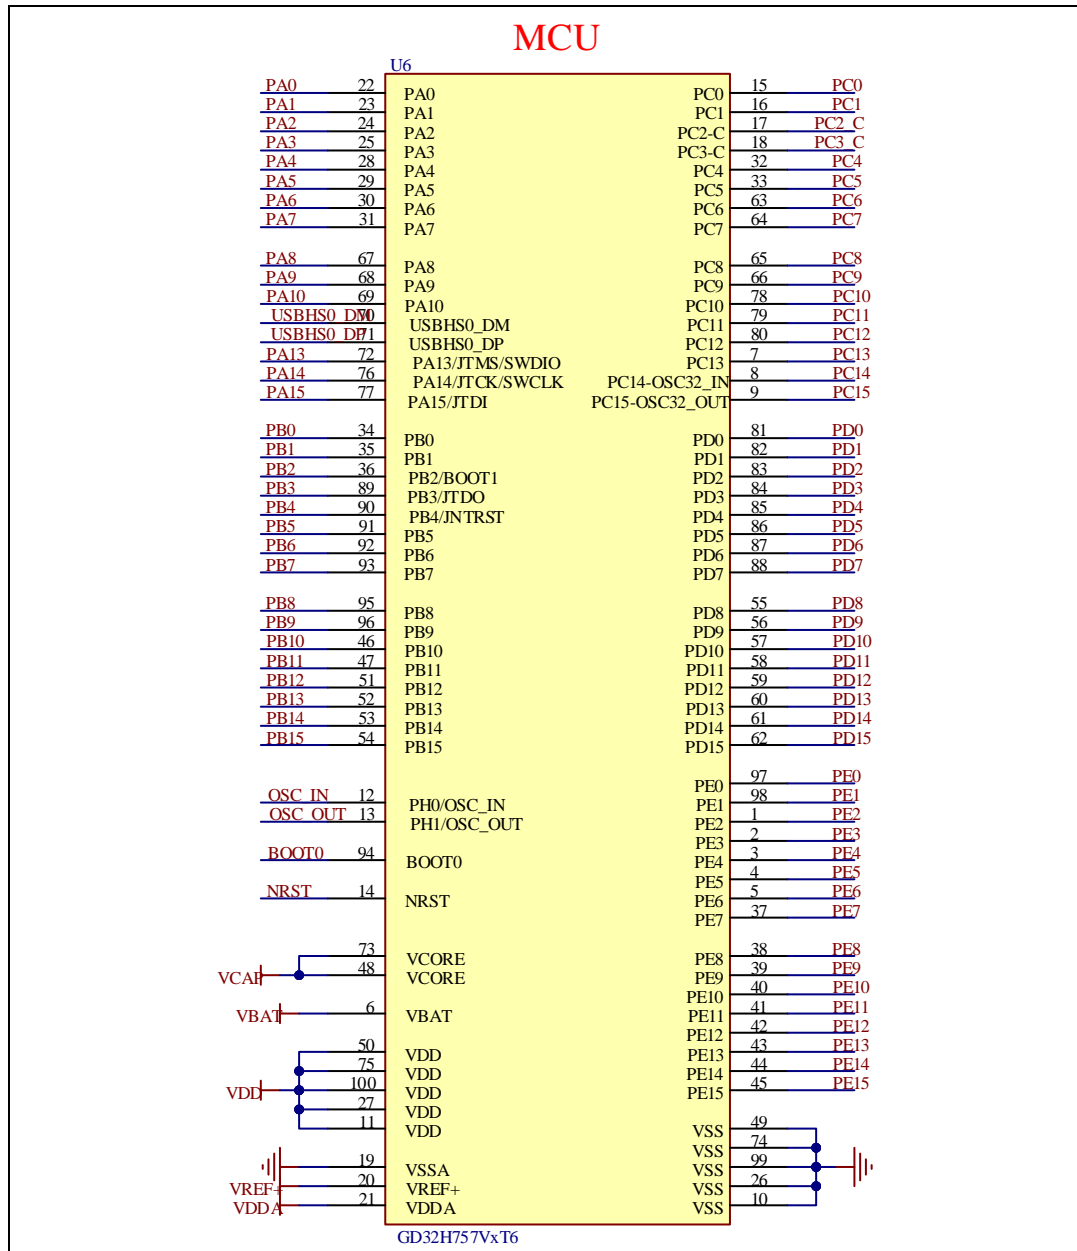 MCU
U6
PA0 22 PA0 PC0 15 PC0
PA1 23 PA1 PC1 16 PC1
PA2 24 PA2 PC2-C 17 PC2_C
PA3 25 PA3 PC3-C 18 PC3_C
PA4 28 PA4 PC4 32 PC4
PA5 29 PA5 PC5 33 PC5
PA6 30 PA6 PC6 63 PC6
PA7 31 PA7 PC7 64 PC7
PA8 67 PA8 PC8 65 PC8
PA9 68 PA9 PC9 66 PC9
PA10 69 PA10 PC10 78 PC10
USBHS0_DM 70 USBHS0_DM PC11 79 PC11
USBHS0_DP 71 USBHS0_DP PC12 80 PC12
PA13 72 PA13/JTMS/SWDIO PC13 7 PC13
PA14 76 PA14/JTCK/SWCLK PC14-OSC32_IN 8 PC14
PA15 77 PA15/JTDI PC15-OSC32_OUT 9 PC15
PB0 34 PB0 PD0 81 PD0
PB1 35 PB1 PD1 82 PD1
PB2 36 PB2/BOOT1 PD2 83 PD2
PB3 89 PB3/JTDO PD3 84 PD3
PB4 90 PB4/JNTRST PD4 85 PD4
PB5 91 PB5 PD5 86 PD5
PB6 92 PB6 PD6 87 PD6
PB7 93 PB7 PD7 88 PD7
PB8 95 PB8 PD8 55 PD8
PB9 96 PB9 PD9 56 PD9
PB10 46 PB10 PD10 57 PD10
PB11 47 PB11 PD11 58 PD11
PB12 51 PB12 PD12 59 PD12
PB13 52 PB13 PD13 60 PD13
PB14 53 PB14 PD14 61 PD14
PB15 54 PB15 PD15 62 PD15
PE0 97 PE0
OSC_IN 12 PH0/OSC_IN PE1 98 PE1
OSC_OUT 13 PH1/OSC_OUT PE2 1 PE2
PE3 2 PE3
BOOT0 94 BOOT0 PE4 3 PE4
PE5 4 PE5
NRST 14 NRST PE6 5 PE6
PE7 37 PE7
73 VCORE PE8 38 PE8
VCAP 48 VCORE PE9 39 PE9
PE10 40 PE10
VBAT 6 VBAT PE11 41 PE11
PE12 42 PE12
50 VDD PE13 43 PE13
75 VDD PE14 44 PE14
VDD 100 VDD PE15 45 PE15
27 VDD
11 VDD VSS 49
VSS 74
19 VSSA VSS 99
VREF+ 20 VREF+ VSS 26
VDDA 21 VDDA VSS 10
GD32H757VxT6